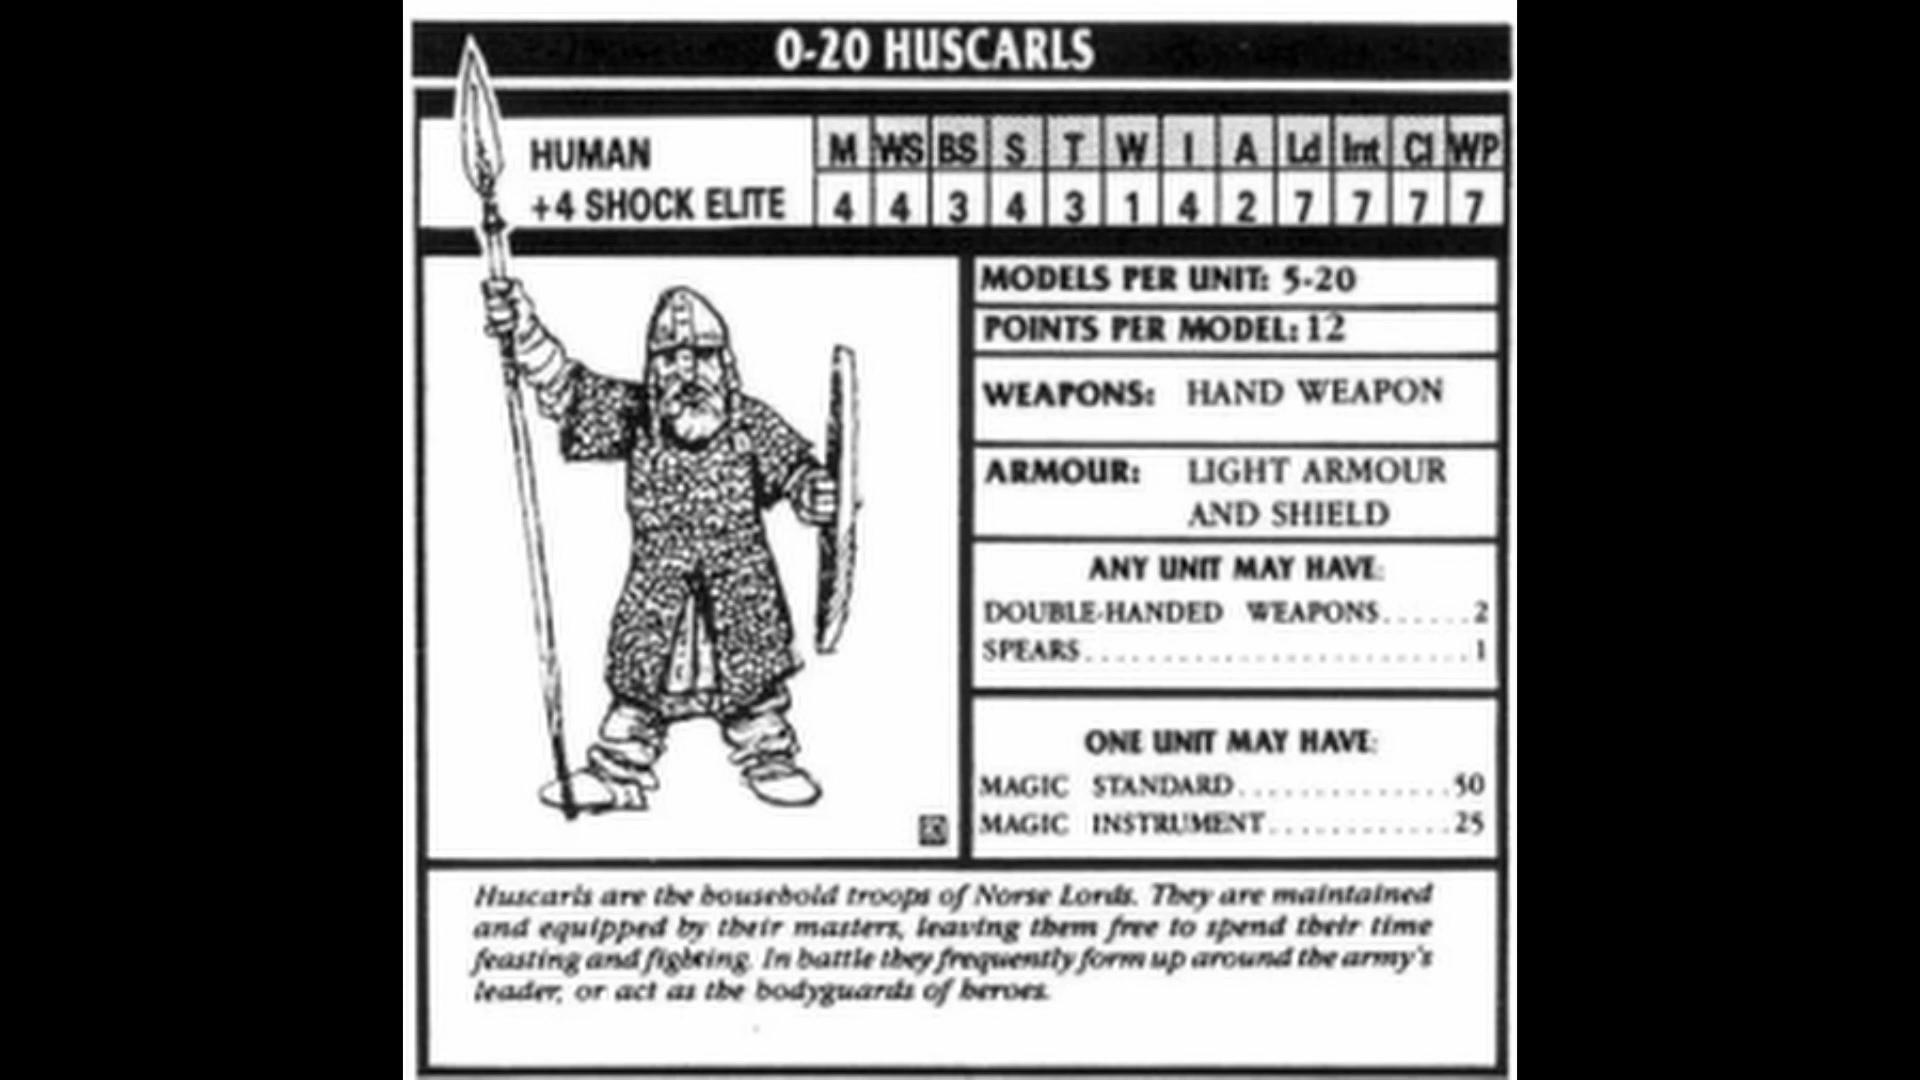 0-20 HUSCARLS
HUMAN
+4 SHOCK ELITE
M WS BS S T W I A Ld Int Cl WP
4 4 3 4 3 1 4 2 7 7 7 7
MODELS PER UNIT: 5-20
POINTS PER MODEL: 12
WEAPONS: HAND WEAPON
ARMOUR: LIGHT ARMOUR
AND SHIELD
ANY UNIT MAY HAVE:
DOUBLE-HANDED WEAPONS......2
SPEARS.........................1
ONE UNIT MAY HAVE:
MAGIC STANDARD..............50
MAGIC INSTRUMENT............25
Huscarls are the household troops of Norse Lords. They are maintained
and equipped by their masters, leaving them free to spend their time
feasting and fighting. In battle they frequently form up around the army's
leader, or act as the bodyguards of heroes.